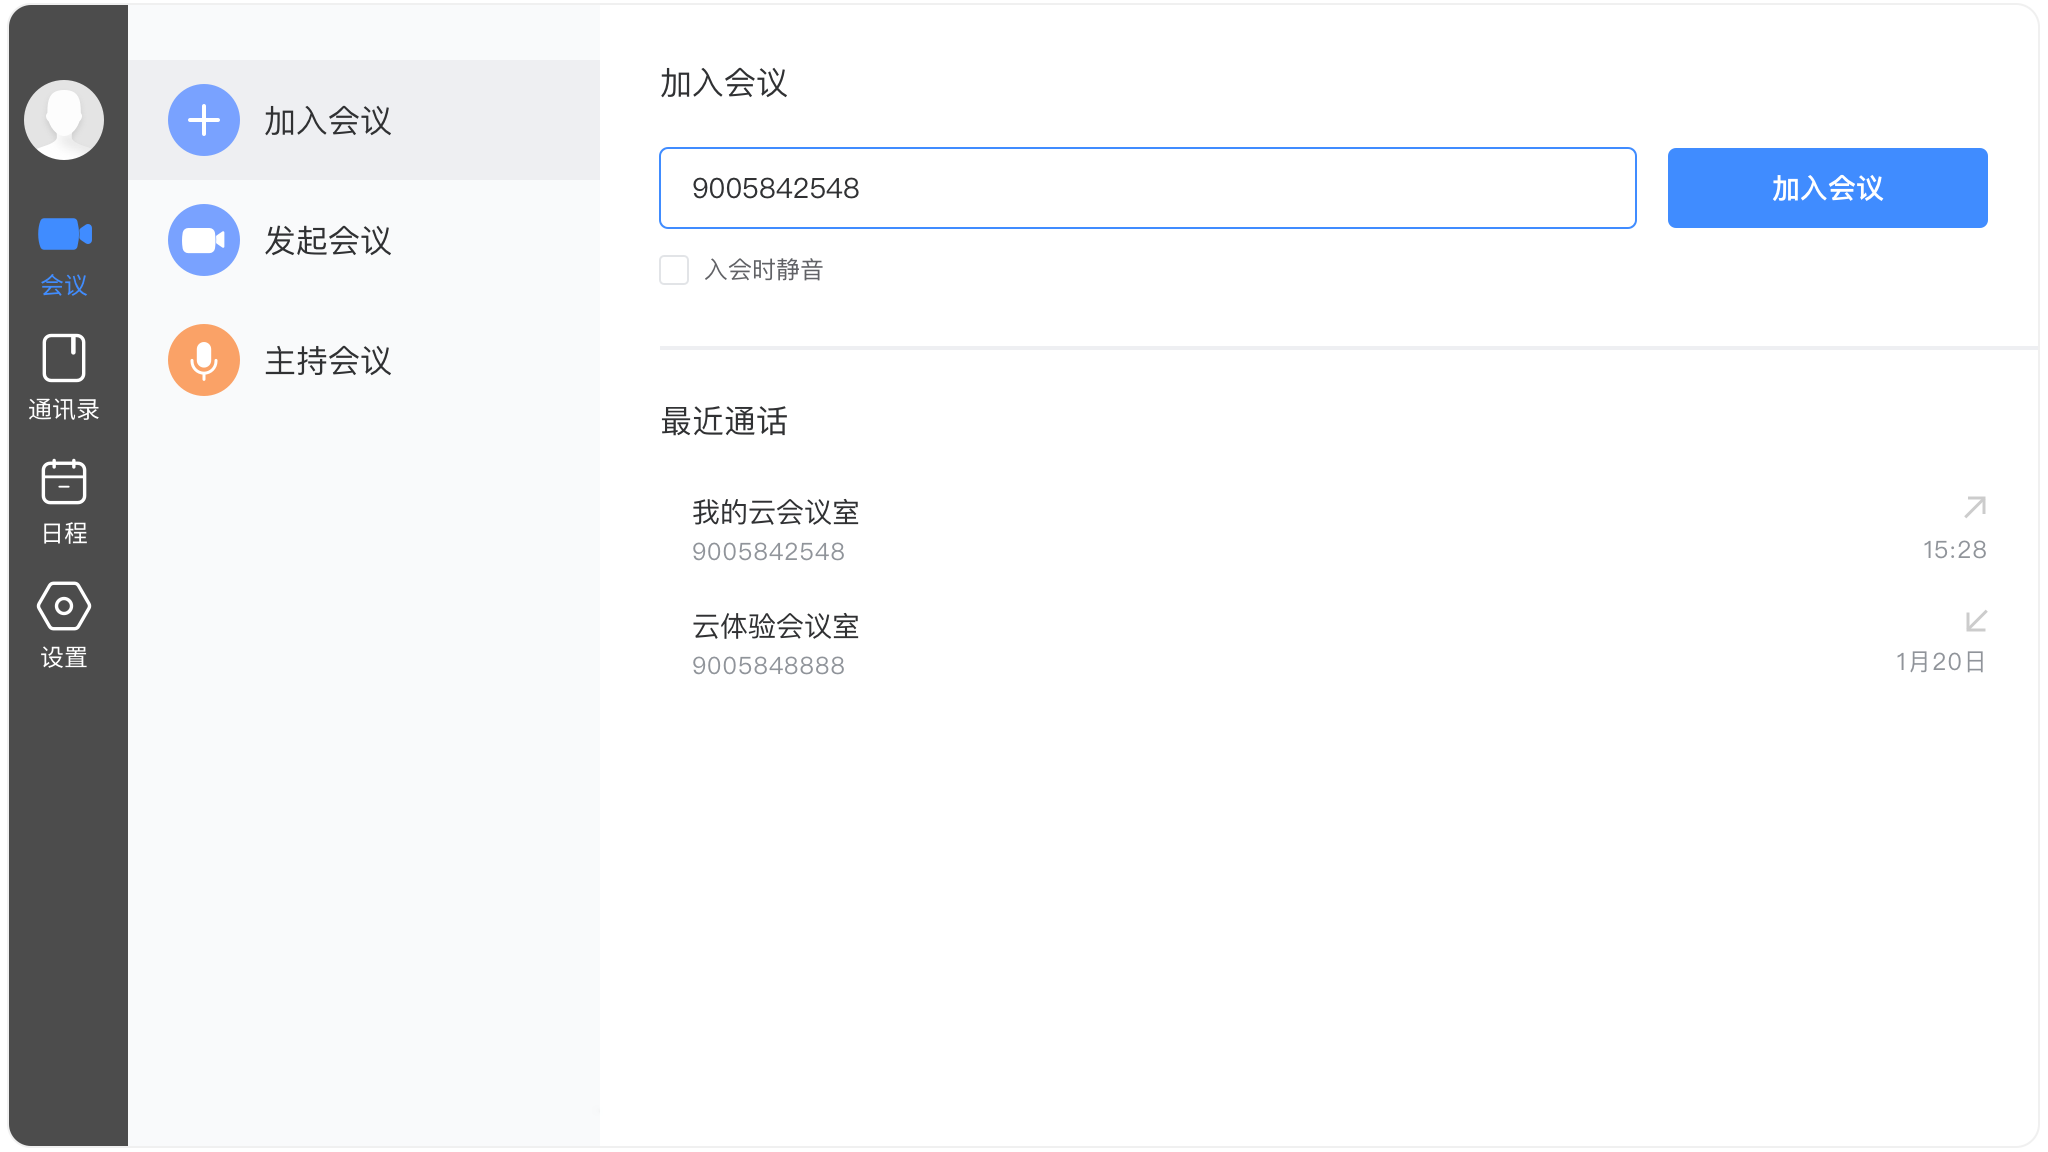 会议
通讯录
日程
设置
加入会议
发起会议
主持会议
加入会议
9005842548
加入会议
入会时静音
最近通话
我的云会议室
9005842548
15:28
云体验会议室
9005848888
1月20日